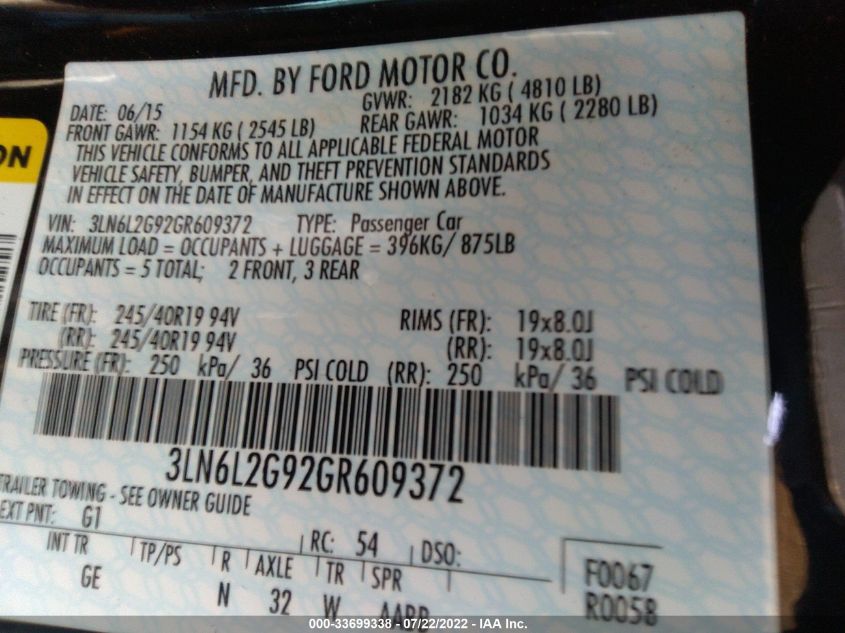 MFD. BY FORD MOTOR CO.
DATE: 06/15 GVWR: 2182 KG ( 4810 LB)
FRONT GAWR: 1154 KG ( 2545 LB) REAR GAWR: 1034 KG ( 2280 LB)
THIS VEHICLE CONFORMS TO ALL APPLICABLE FEDERAL MOTOR
VEHICLE SAFETY, BUMPER, AND THEFT PREVENTION STANDARDS
IN EFFECT ON THE DATE OF MANUFACTURE SHOWN ABOVE.
ON
VIN: 3LN6L2G92GR609372 TYPE: Passenger Car
MAXIMUM LOAD = OCCUPANTS + LUGGAGE = 396KG/ 875LB
OCCUPANTS = 5 TOTAL; 2 FRONT, 3 REAR
TIRE (FR): 245/40R19 94V RIMS (FR): 19x8.0J
(RR): 245/40R19 94V (RR): 19x8.0J
PRESSURE (FR): 250 kPa/ 36 PSI COLD (RR): 250 kPa/ 36 PSI COLD
3LN6L2G92GR609372
TRAILER TOWING - SEE OWNER GUIDE
EXT PNT: G1 RC: 54 DSO:
INT TR TP/PS R AXLE TR SPR F0067
GE N 32 W AABB R0058
000-33699338 - 07/22/2022 - IAA Inc.